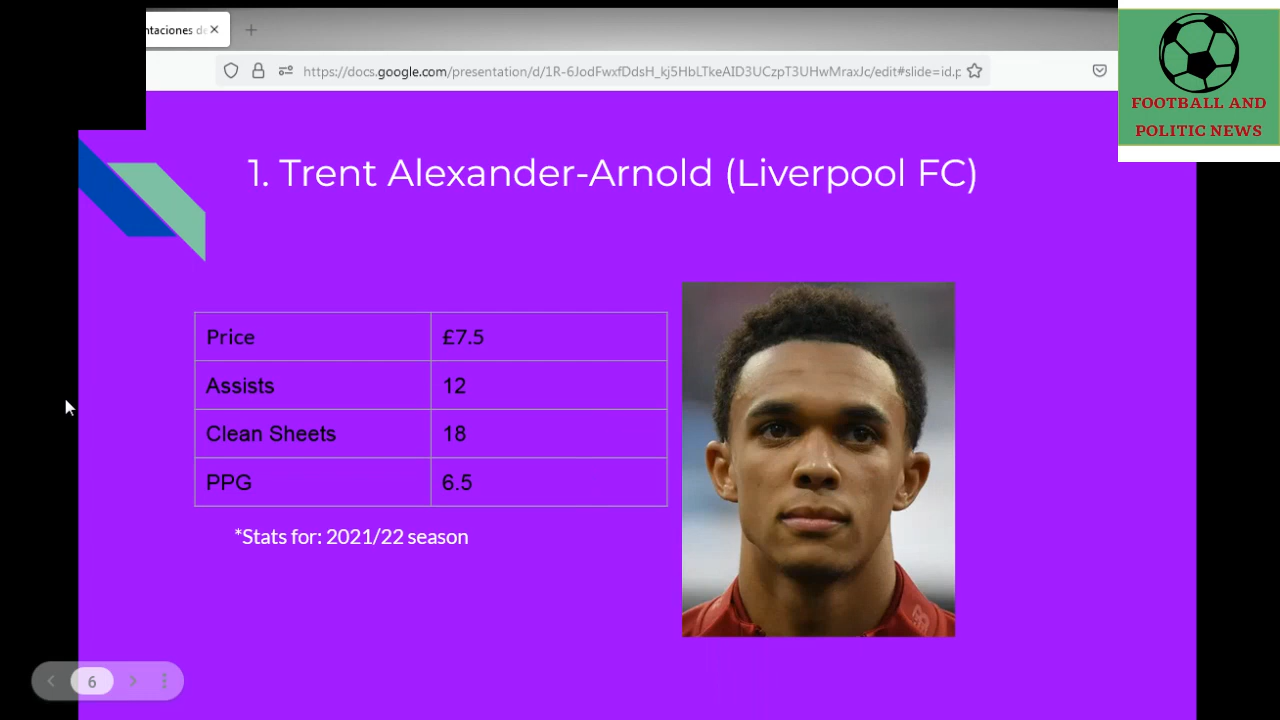 ntaciones de
https://docs.google.com/presentation/d/1R-6JodFwxfDdsH_kj5HbLTkeAID3UCzpT3UHwMraxJc/edit#slide=id.p
FOOTBALL AND
POLITIC NEWS
1. Trent Alexander-Arnold (Liverpool FC)
Price £7.5
Assists 12
Clean Sheets 18
PPG 6.5
*Stats for: 2021/22 season
6